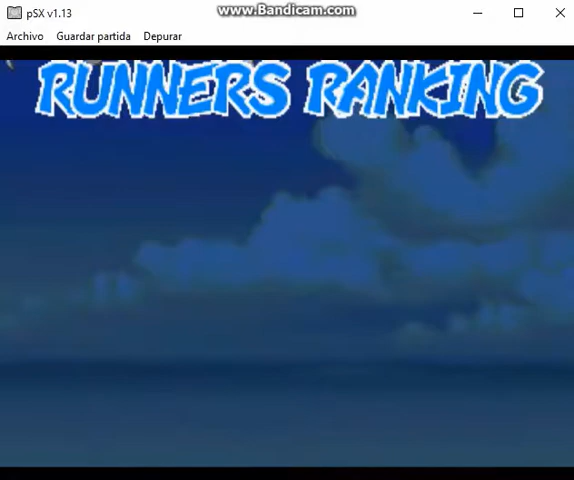 pSX v1.13
www.Bandicam.com
Archivo Guardar partida Depurar
RUNNERS RANKING